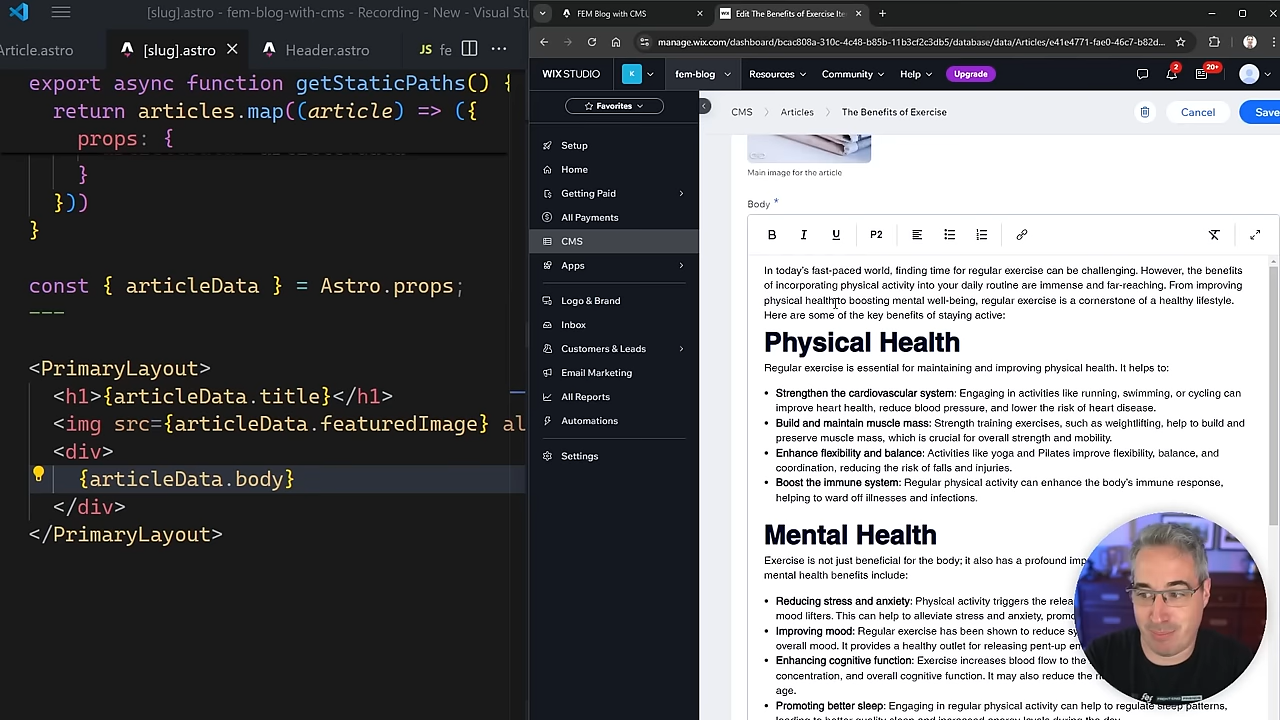 [slug].astro - fem-blog-with-cms - Recording - New - Visual Stu
Article.astro
[slug].astro
Header.astro
JS fe
export async function getStaticPaths() {
return articles.map((article) => ({
props: {
}
}))
}
const { articleData } = Astro.props;
---
<PrimaryLayout>
<h1>{articleData.title}</h1>
<img src={articleData.featuredImage} al
<div>
{articleData.body}
</div>
</PrimaryLayout>
FEM Blog with CMS
WIX
Edit The Benefits of Exercise Ite
manage.wix.com/dashboard/bcac808a-310c-4c48-b85b-11b3cf2c3db5/database/data/Articles/e41e4771-fae0-46c7-b82d...
WIX STUDIO
K
fem-blog
Resources
Community
Help
Upgrade
2
20+
Favorites
Setup
Home
Getting Paid
All Payments
CMS
Apps
Logo & Brand
Inbox
Customers & Leads
Email Marketing
All Reports
Automations
Settings
CMS
Articles
The Benefits of Exercise
Cancel
Save
Main image for the article
Body *
B I U P2
In today's fast-paced world, finding time for regular exercise can be challenging. However, the benefits
of incorporating physical activity into your daily routine are immense and far-reaching. From improving
physical health to boosting mental well-being, regular exercise is a cornerstone of a healthy lifestyle.
Here are some of the key benefits of staying active:
Physical Health
Regular exercise is essential for maintaining and improving physical health. It helps to:
• Strengthen the cardiovascular system: Engaging in activities like running, swimming, or cycling can
improve heart health, reduce blood pressure, and lower the risk of heart disease.
• Build and maintain muscle mass: Strength training exercises, such as weightlifting, help to build and
preserve muscle mass, which is crucial for overall strength and mobility.
• Enhance flexibility and balance: Activities like yoga and Pilates improve flexibility, balance, and
coordination, reducing the risk of falls and injuries.
• Boost the immune system: Regular physical activity can enhance the body's immune response,
helping to ward off illnesses and infections.
Mental Health
Exercise is not just beneficial for the body; it also has a profound imp
mental health benefits include:
• Reducing stress and anxiety: Physical activity triggers the relea
mood lifters. This can help to alleviate stress and anxiety, promo
• Improving mood: Regular exercise has been shown to reduce sy
overall mood. It provides a healthy outlet for releasing pent-up en
• Enhancing cognitive function: Exercise increases blood flow to the
concentration, and overall cognitive function. It may also reduce the
age.
• Promoting better sleep: Engaging in regular physical activity can help to regulate sleep patterns,